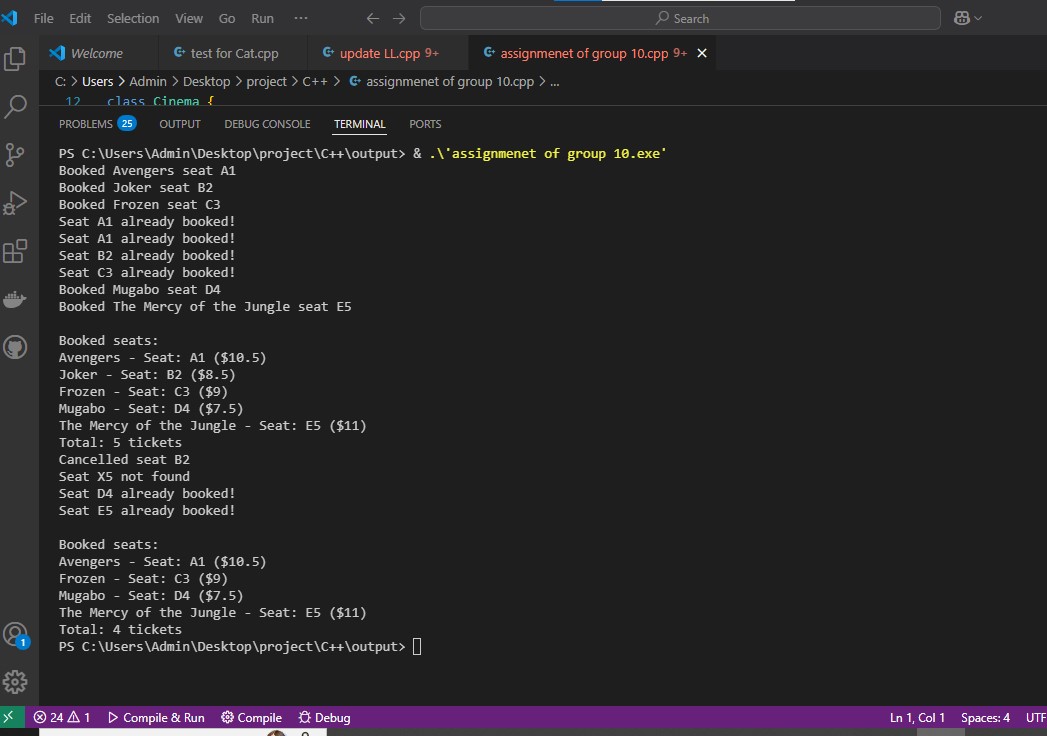 File Edit Selection View Go Run ··· Search
Welcome test for Cat.cpp update LL.cpp 9+ assignmenet of group 10.cpp 9+
C: > Users > Admin > Desktop > project > C++ > assignmenet of group 10.cpp > ...
12 class Cinema {
PROBLEMS 25 OUTPUT DEBUG CONSOLE TERMINAL PORTS
PS C:\Users\Admin\Desktop\project\C++\output> & .\'assignmenet of group 10.exe'
Booked Avengers seat A1
Booked Joker seat B2
Booked Frozen seat C3
Seat A1 already booked!
Seat A1 already booked!
Seat B2 already booked!
Seat C3 already booked!
Booked Mugabo seat D4
Booked The Mercy of the Jungle seat E5
Booked seats:
Avengers - Seat: A1 ($10.5)
Joker - Seat: B2 ($8.5)
Frozen - Seat: C3 ($9)
Mugabo - Seat: D4 ($7.5)
The Mercy of the Jungle - Seat: E5 ($11)
Total: 5 tickets
Cancelled seat B2
Seat X5 not found
Seat D4 already booked!
Seat E5 already booked!
Booked seats:
Avengers - Seat: A1 ($10.5)
Frozen - Seat: C3 ($9)
Mugabo - Seat: D4 ($7.5)
The Mercy of the Jungle - Seat: E5 ($11)
Total: 4 tickets
PS C:\Users\Admin\Desktop\project\C++\output>
1
24 1 Compile & Run Compile Debug Ln 1, Col 1 Spaces: 4 UTF